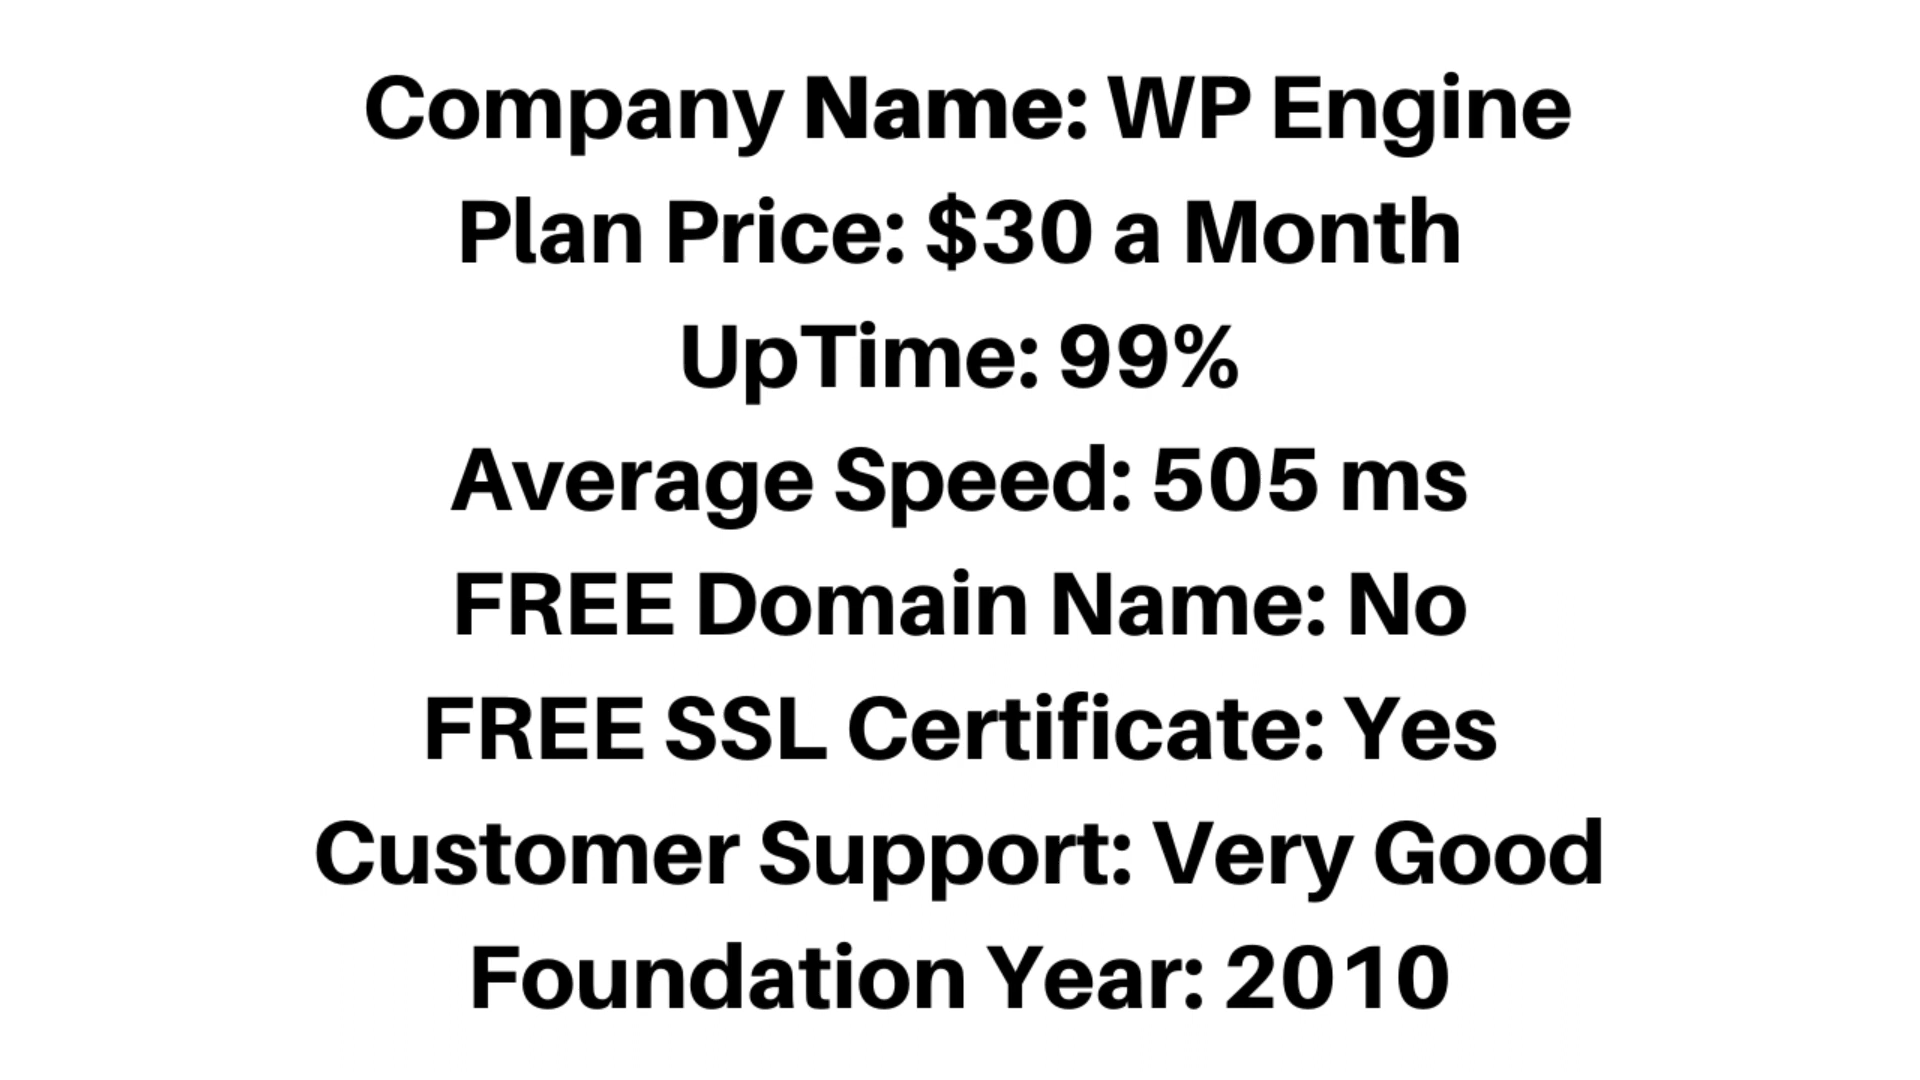 Company Name: WP Engine
Plan Price: $30 a Month
UpTime: 99%
Average Speed: 505 ms
FREE Domain Name: No
FREE SSL Certificate: Yes
Customer Support: Very Good
Foundation Year: 2010